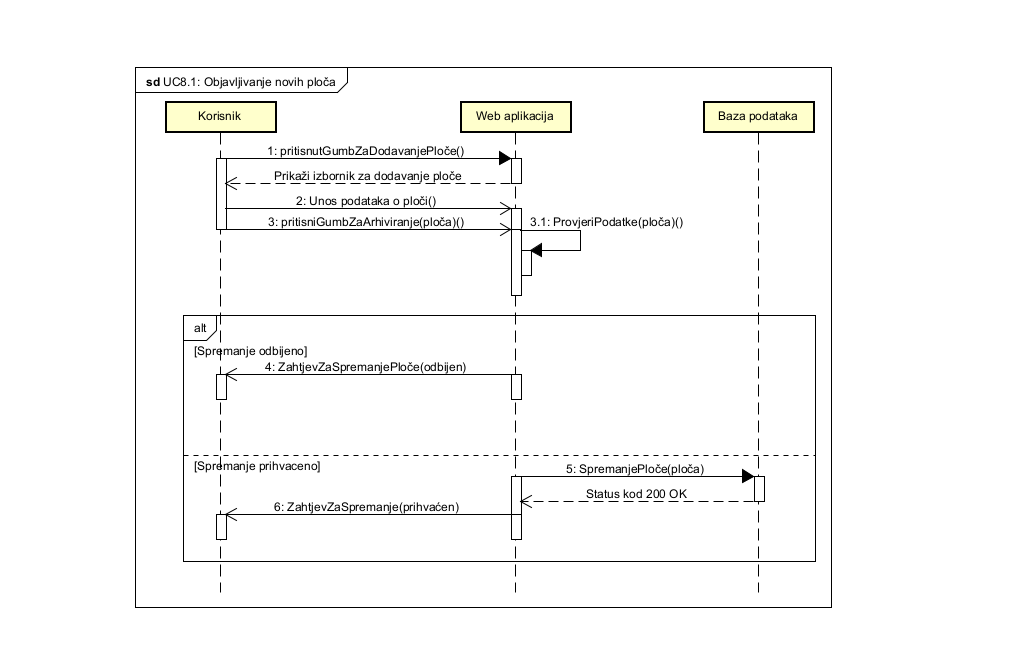 sd UC8.1: Objavljivanje novih ploča
Korisnik
Web aplikacija
Baza podataka
1: pritisnutGumbZaDodavanjePloče()
Prikaži izbornik za dodavanje ploče
2: Unos podataka o ploči()
3: pritisniGumbZaArhiviranje(ploča)()
3.1: ProvjeriPodatke(ploča)()
alt
[Spremanje odbijeno]
4: ZahtjevZaSpremanjePloče(odbijen)
[Spremanje prihvaceno]
5: SpremanjePloče(ploča)
Status kod 200 OK
6: ZahtjevZaSpremanje(prihvaćen)